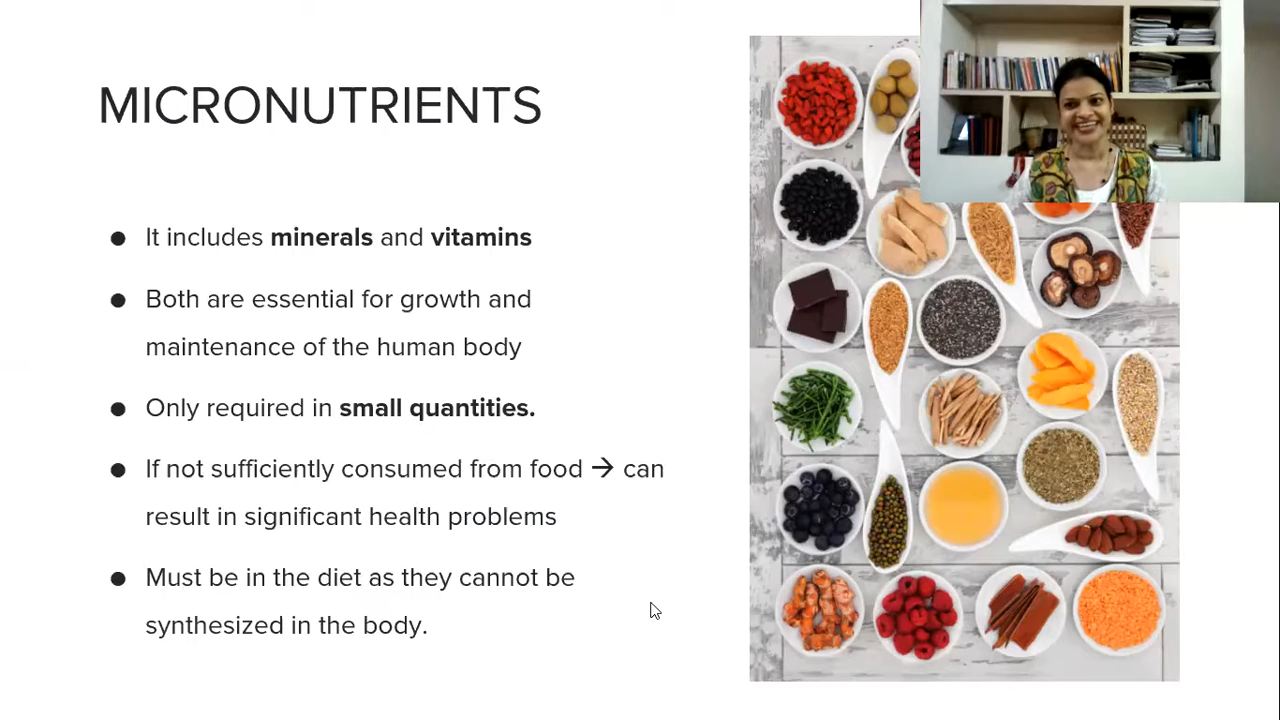 MICRONUTRIENTS
● It includes minerals and vitamins
● Both are essential for growth and
maintenance of the human body
● Only required in small quantities.
● If not sufficiently consumed from food → can
result in significant health problems
● Must be in the diet as they cannot be
synthesized in the body.